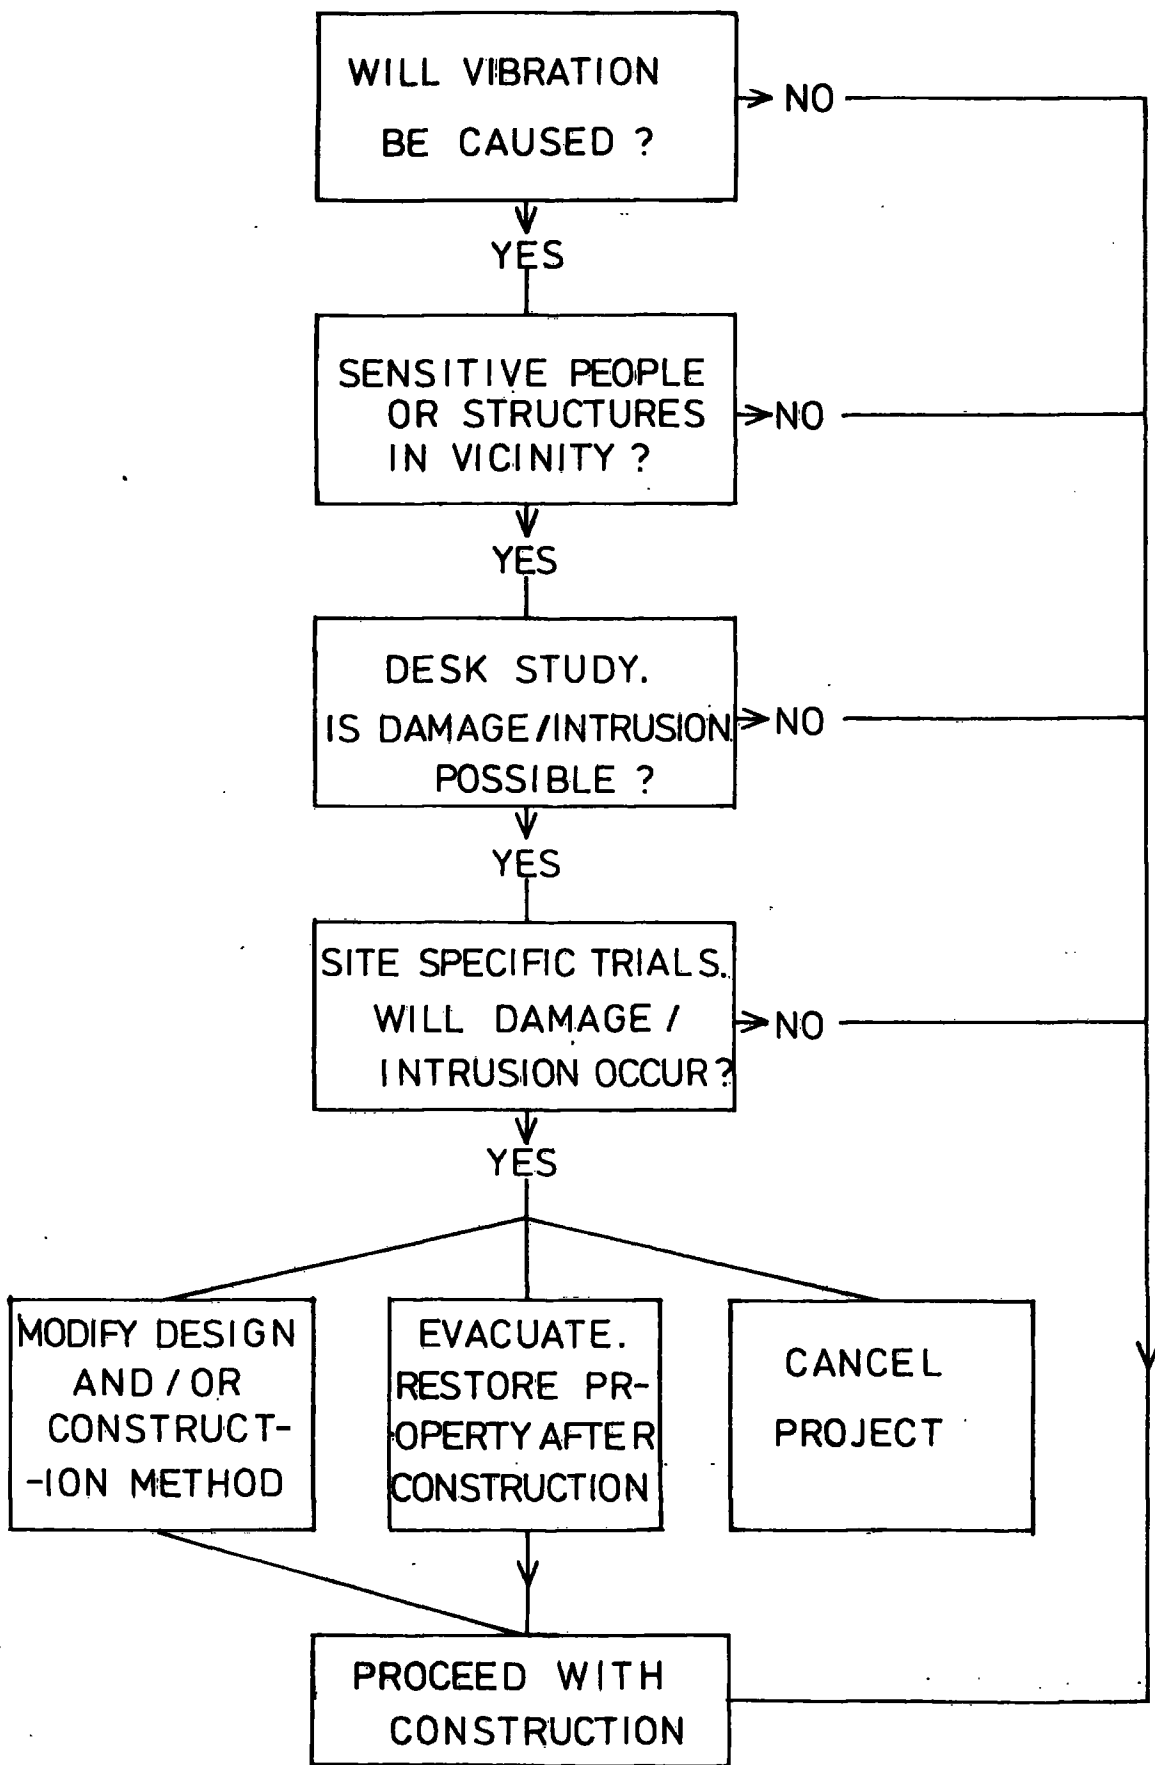 WILL VIBRATION
BE CAUSED ?
NO
YES
SENSITIVE PEOPLE
OR STRUCTURES
IN VICINITY ?
NO
YES
DESK STUDY.
IS DAMAGE/INTRUSION
POSSIBLE ?
NO
YES
SITE SPECIFIC TRIALS.
WILL DAMAGE /
INTRUSION OCCUR?
NO
YES
MODIFY DESIGN
AND / OR
CONSTRUCT-
-ION METHOD
EVACUATE.
RESTORE PR-
-OPERTY AFTER
CONSTRUCTION
CANCEL
PROJECT
PROCEED WITH
CONSTRUCTION